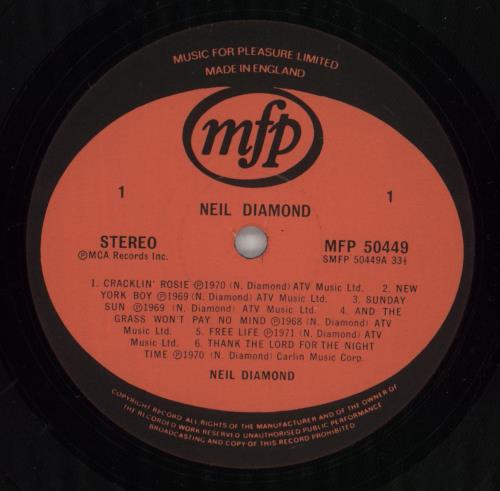 MUSIC FOR PLEASURE LIMITED
MADE IN ENGLAND
mfp
1
1
NEIL DIAMOND
STEREO
℗MCA Records Inc.
MFP 50449
SMFP 50449A 33⅓
1. CRACKLIN' ROSIE ℗1970 (N. Diamond) ATV Music Ltd. 2. NEW
YORK BOY ℗1969 (N. Diamond) ATV Music Ltd. 3. SUNDAY
SUN ℗1969 (N. Diamond) ATV Music Ltd. 4. AND THE
GRASS WON'T PAY NO MIND ℗1968 (N. Diamond) ATV
Music Ltd. 5. FREE LIFE ℗1971 (N. Diamond) ATV
Music Ltd. 6. THANK THE LORD FOR THE NIGHT
TIME ℗1970 (N. Diamond) Carlin Music Corp.
NEIL DIAMOND
COPYRIGHT RECORD ALL RIGHTS OF THE MANUFACTURER AND OF THE OWNER OF
THE RECORDED WORK RESERVED UNAUTHORISED PUBLIC PERFORMANCE
BROADCASTING AND COPY OF THIS RECORD PROHIBITED